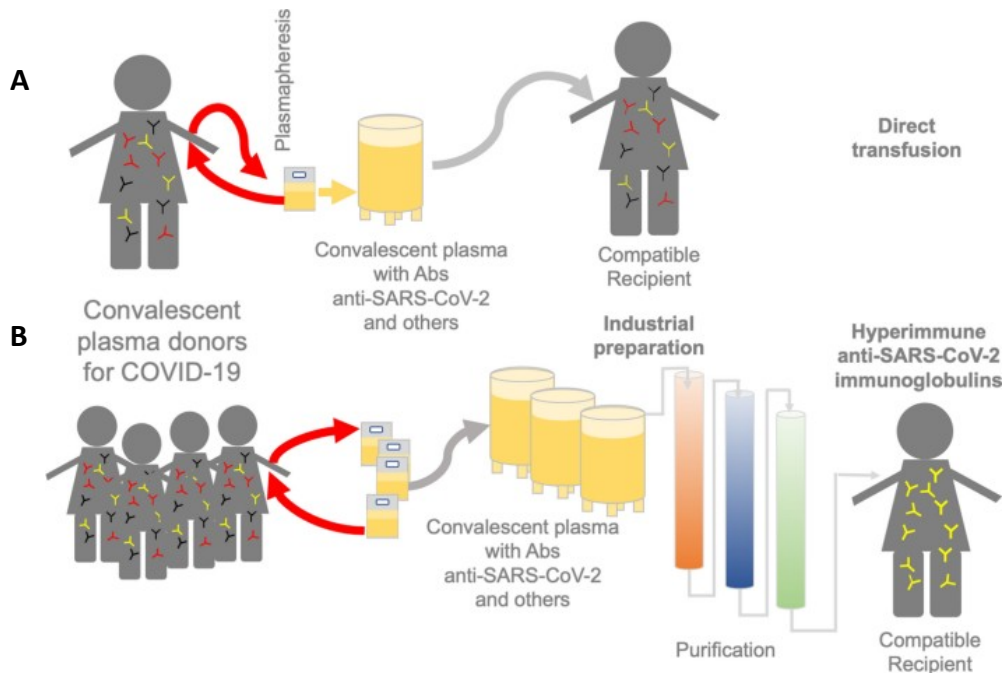 A
Plasmapheresis
Direct
transfusion
Convalescent plasma
with Abs
anti-SARS-CoV-2
and others
Compatible
Recipient
B
Convalescent
plasma donors
for COVID-19
Industrial
preparation
Hyperimmune
anti-SARS-CoV-2
immunoglobulins
Convalescent plasma
with Abs
anti-SARS-CoV-2
and others
Purification
Compatible
Recipient